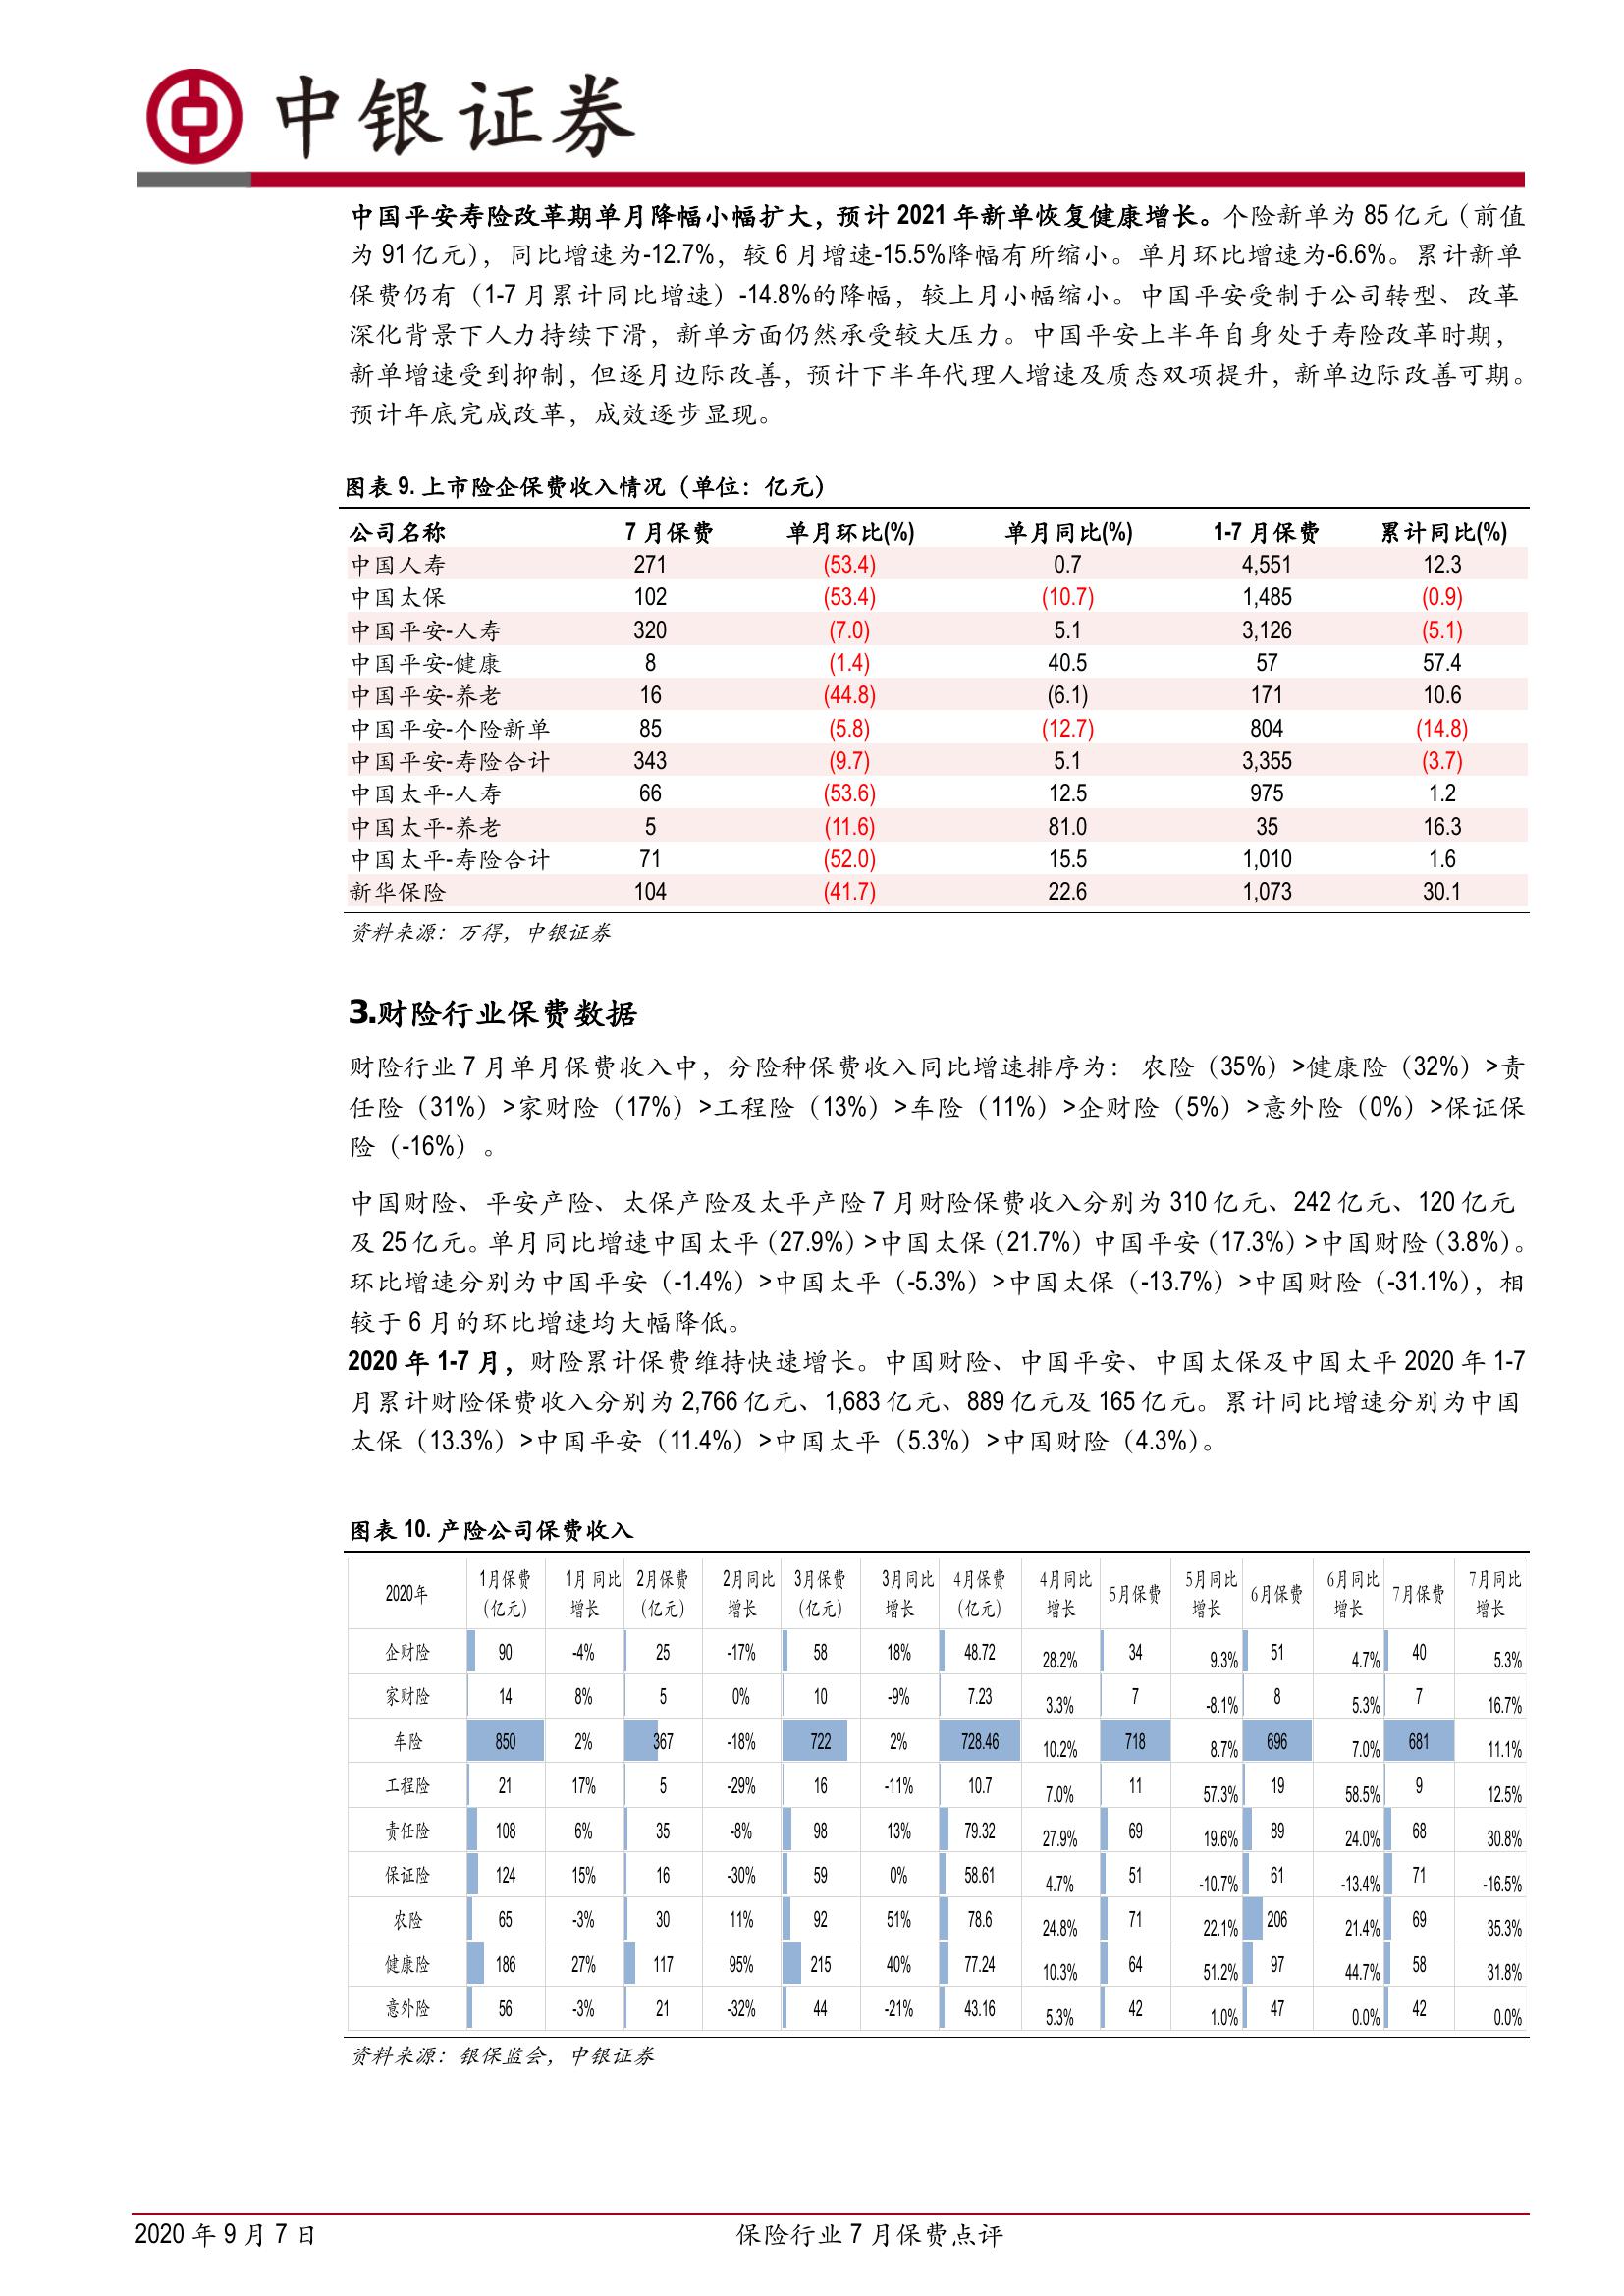 中银证券
中国平安寿险改革期单月降幅小幅扩大，预计 2021 年新单恢复健康增长。个险新单为 85 亿元（前值
为 91 亿元），同比增速为-12.7%，较 6 月增速-15.5%降幅有所缩小。单月环比增速为-6.6%。累计新单
保费仍有（1-7 月累计同比增速）-14.8%的降幅，较上月小幅缩小。中国平安受制于公司转型、改革
深化背景下人力持续下滑，新单方面仍然承受较大压力。中国平安上半年自身处于寿险改革时期，
新单增速受到抑制，但逐月边际改善，预计下半年代理人增速及质态双项提升，新单边际改善可期。
预计年底完成改革，成效逐步显现。
图表 9. 上市险企保费收入情况（单位：亿元）
公司名称 7 月保费 单月环比(%) 单月同比(%) 1-7 月保费 累计同比(%)
中国人寿 271 (53.4) 0.7 4,551 12.3
中国太保 102 (53.4) (10.7) 1,485 (0.9)
中国平安-人寿 320 (7.0) 5.1 3,126 (5.1)
中国平安-健康 8 (1.4) 40.5 57 57.4
中国平安-养老 16 (44.8) (6.1) 171 10.6
中国平安-个险新单 85 (5.8) (12.7) 804 (14.8)
中国平安-寿险合计 343 (9.7) 5.1 3,355 (3.7)
中国太平-人寿 66 (53.6) 12.5 975 1.2
中国太平-养老 5 (11.6) 81.0 35 16.3
中国太平-寿险合计 71 (52.0) 15.5 1,010 1.6
新华保险 104 (41.7) 22.6 1,073 30.1
资料来源：万得，中银证券
3.财险行业保费数据
财险行业 7 月单月保费收入中，分险种保费收入同比增速排序为： 农险（35%）>健康险（32%）>责
任险（31%）>家财险（17%）>工程险（13%）>车险（11%）>企财险（5%）>意外险（0%）>保证保
险（-16%）。
中国财险、平安产险、太保产险及太平产险 7 月财险保费收入分别为 310 亿元、242 亿元、120 亿元
及 25 亿元。单月同比增速中国太平（27.9%）>中国太保（21.7%）中国平安（17.3%）>中国财险（3.8%）。
环比增速分别为中国平安（-1.4%）>中国太平（-5.3%）>中国太保（-13.7%）>中国财险（-31.1%），相
较于 6 月的环比增速均大幅降低。
2020 年 1-7 月，财险累计保费维持快速增长。中国财险、中国平安、中国太保及中国太平 2020 年 1-7
月累计财险保费收入分别为 2,766 亿元、1,683 亿元、889 亿元及 165 亿元。累计同比增速分别为中国
太保（13.3%）>中国平安（11.4%）>中国太平（5.3%）>中国财险（4.3%）。
图表 10. 产险公司保费收入
2020年 1月保费（亿元） 1月 同比增长 2月保费（亿元） 2月同比增长 3月保费（亿元） 3月同比增长 4月保费（亿元） 4月同比增长 5月保费 5月同比增长 6月保费 6月同比增长 7月保费 7月同比增长
企财险 90 -4% 25 -17% 58 18% 48.72 28.2% 34 9.3% 51 4.7% 40 5.3%
家财险 14 8% 5 0% 10 -9% 7.23 3.3% 7 -8.1% 8 5.3% 7 16.7%
车险 850 2% 367 -18% 722 2% 728.46 10.2% 718 8.7% 696 7.0% 681 11.1%
工程险 21 17% 5 -29% 16 -11% 10.7 7.0% 11 57.3% 19 58.5% 9 12.5%
责任险 108 6% 35 -8% 98 13% 79.32 27.9% 69 19.6% 89 24.0% 68 30.8%
保证险 124 15% 16 -30% 59 0% 58.61 4.7% 51 -10.7% 61 -13.4% 71 -16.5%
农险 65 -3% 30 11% 92 51% 78.6 24.8% 71 22.1% 206 21.4% 69 35.3%
健康险 186 27% 117 95% 215 40% 77.24 10.3% 64 51.2% 97 44.7% 58 31.8%
意外险 56 -3% 21 -32% 44 -21% 43.16 5.3% 42 1.0% 47 0.0% 42 0.0%
资料来源：银保监会，中银证券
2020 年 9 月 7 日 保险行业 7 月保费点评